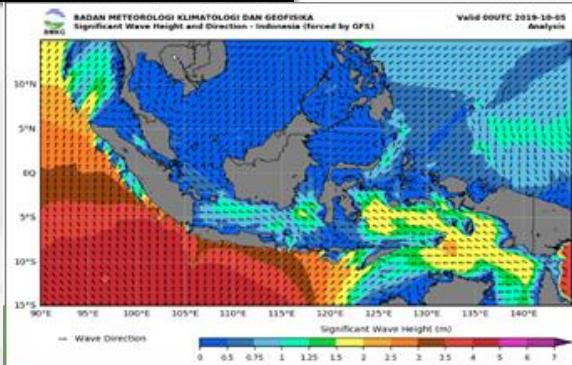 BADAN METEOROLOGI KLIMATOLOGI DAN GEOFISIKA
Significant Wave Height and Direction - Indonesia (forced by GFS)
Valid 00UTC 2019-10-05
Analysis
BMKG
10°N
5°N
EQ
5°S
10°S
15°S
90°E 95°E 100°E 105°E 110°E 115°E 120°E 125°E 130°E 135°E 140°E
Wave Direction
Significant Wave Height (m)
0 0.5 0.75 1 1.25 1.5 2 2.5 3 3.5 4 5 6 7